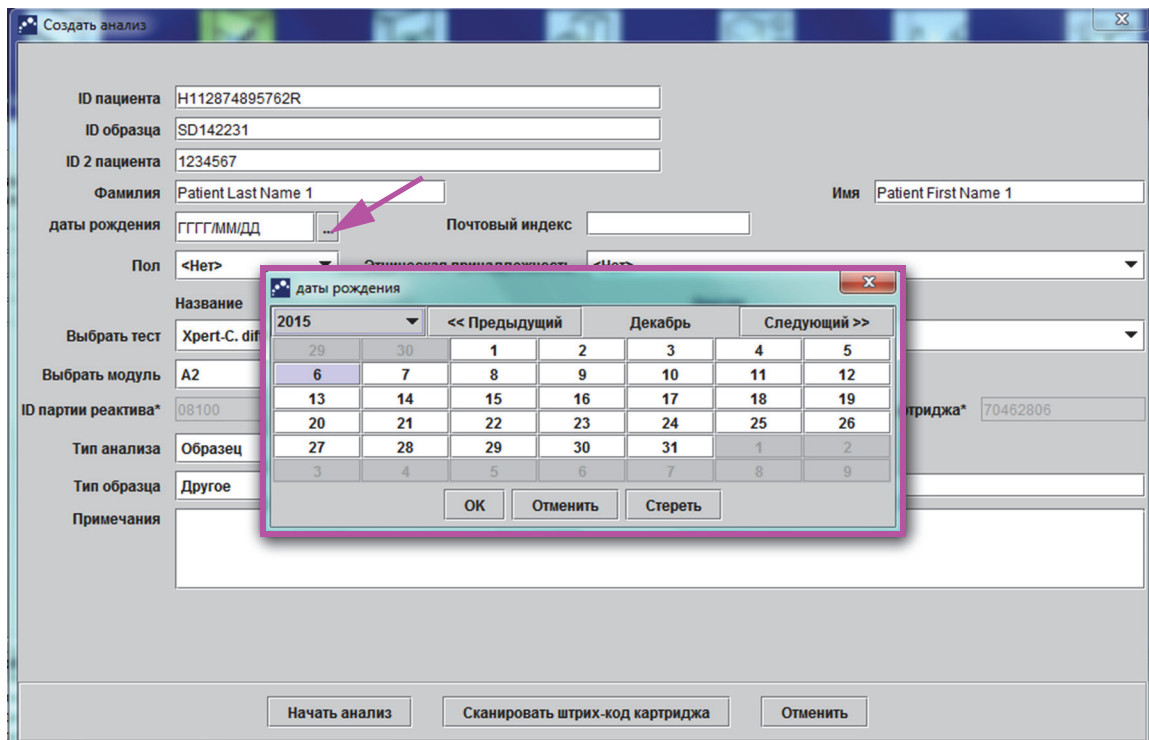 Создать анализ
ID пациента H112874895762R
ID образца SD142231
ID 2 пациента 1234567
Фамилия Patient Last Name 1 Имя Patient First Name 1
даты рождения ГГГГ/ММ/ДД ... Почтовый индекс
Пол <Нет> Этническая принадлежность <Нет>
даты рождения
Название
2015 << Предыдущий Декабрь Следующий >>
Выбрать тест Xpert-C. dif
29 30 1 2 3 4 5
Выбрать модуль A2
6 7 8 9 10 11 12
13 14 15 16 17 18 19
ID партии реактива* 08100 триджа* 70462806
20 21 22 23 24 25 26
Тип анализа Образец
27 28 29 30 31 1 2
3 4 5 6 7 8 9
Тип образца Другое
OK Отменить Стереть
Примечания
Начать анализ Сканировать штрих-код картриджа Отменить